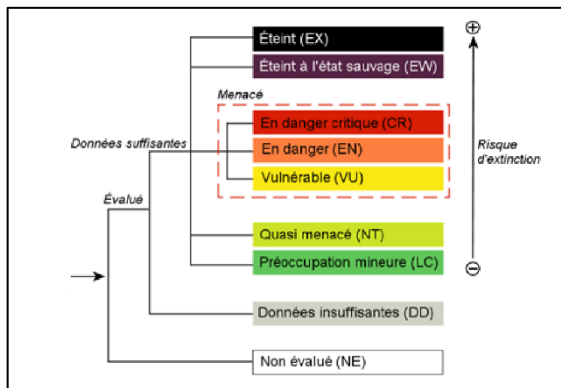 Éteint (EX)
Éteint à l'état sauvage (EW)
Menacé
En danger critique (CR)
Données suffisantes
En danger (EN)
Risque
d'extinction
Vulnérable (VU)
Évalué
Quasi menacé (NT)
Préoccupation mineure (LC)
Données insuffisantes (DD)
Non évalué (NE)